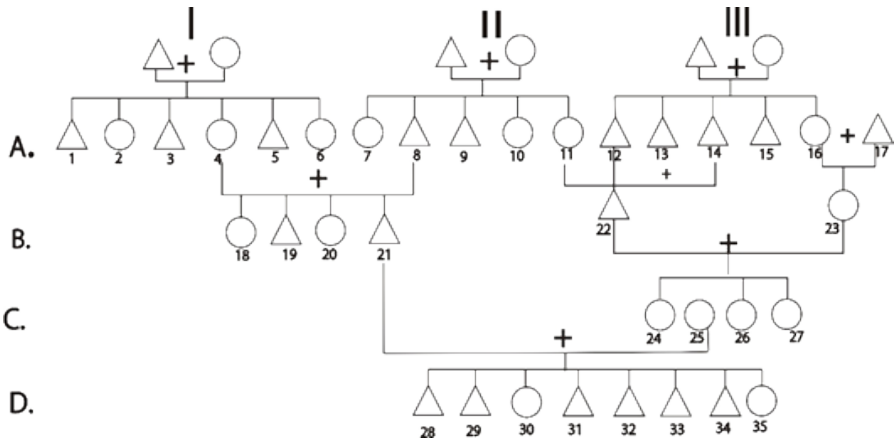 I II III
+ + +
A. 1 2 3 4 5 6 7 8 9 10 11 12 13 14 15 16 + 17
+ +
B. 18 19 20 21 22 23
+
C. 24 25 26 27
+
D. 28 29 30 31 32 33 34 35